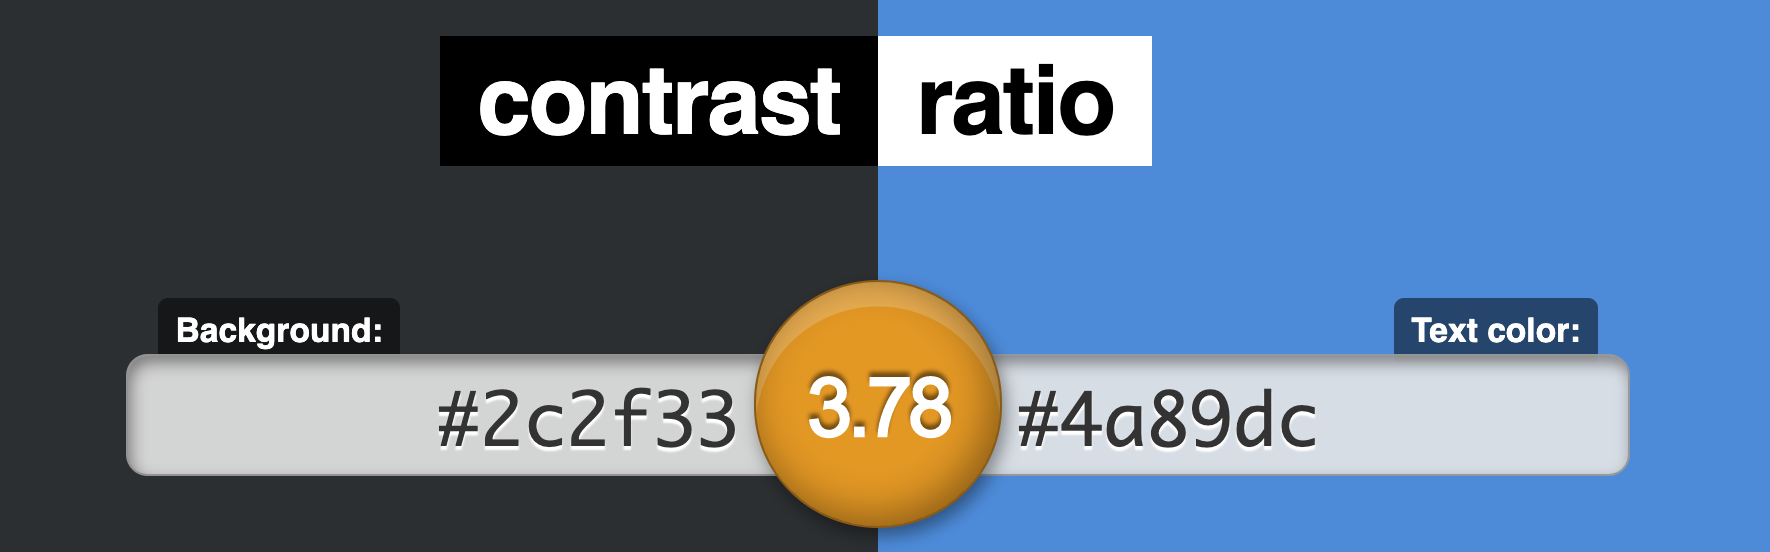 contrast ratio
Background:
Text color:
#2c2f33
3.78
#4a89dc